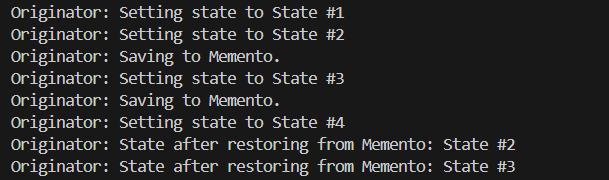 Originator: Setting state to State #1
Originator: Setting state to State #2
Originator: Saving to Memento.
Originator: Setting state to State #3
Originator: Saving to Memento.
Originator: Setting state to State #4
Originator: State after restoring from Memento: State #2
Originator: State after restoring from Memento: State #3